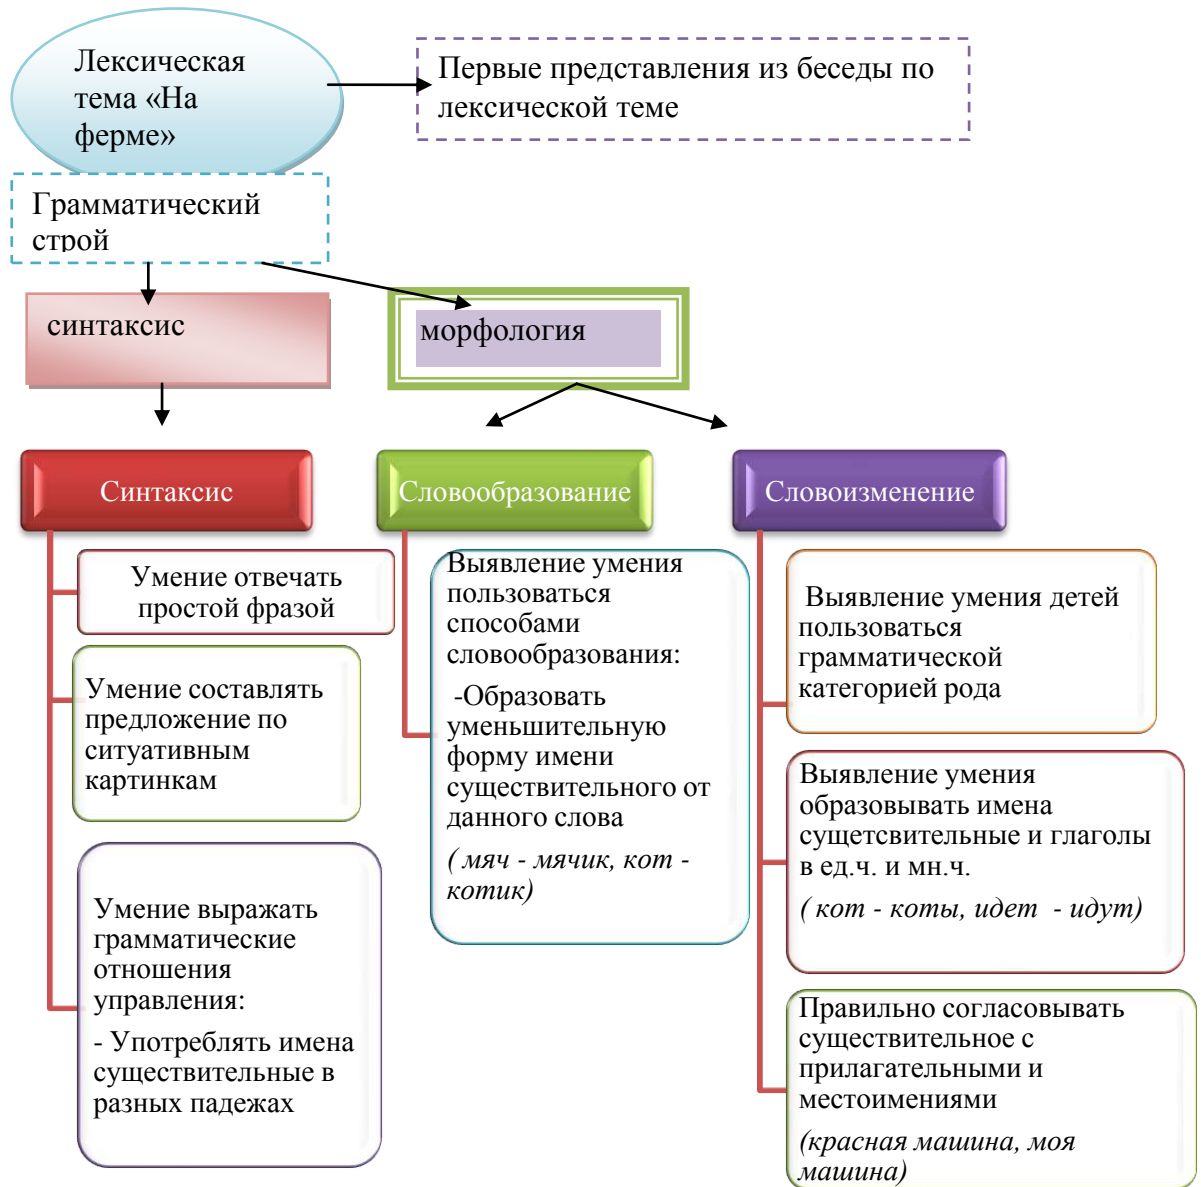 Лексическая
тема «На
ферме»
Первые представления из беседы по
лексической теме
Грамматический
строй
синтаксис
морфология
Синтаксис
Умение отвечать
простой фразой
Умение составлять
предложение по
ситуативным
картинкам
Умение выражать
грамматические
отношения
управления:
- Употреблять имена
существительные в
разных падежах
Словообразование
Выявление умения
пользоваться
способами
словообразования:
-Образовать
уменьшительную
форму имени
существительного от
данного слова
( мяч - мячик, кот -
котик)
Словоизменение
Выявление умения детей
пользоваться
грамматической
категорией рода
Выявление умения
образовывать имена
сущетсвительные и глаголы
в ед.ч. и мн.ч.
( кот - коты, идет - идут)
Правильно согласовывать
существительное с
прилагательными и
местоимениями
(красная машина, моя
машина)